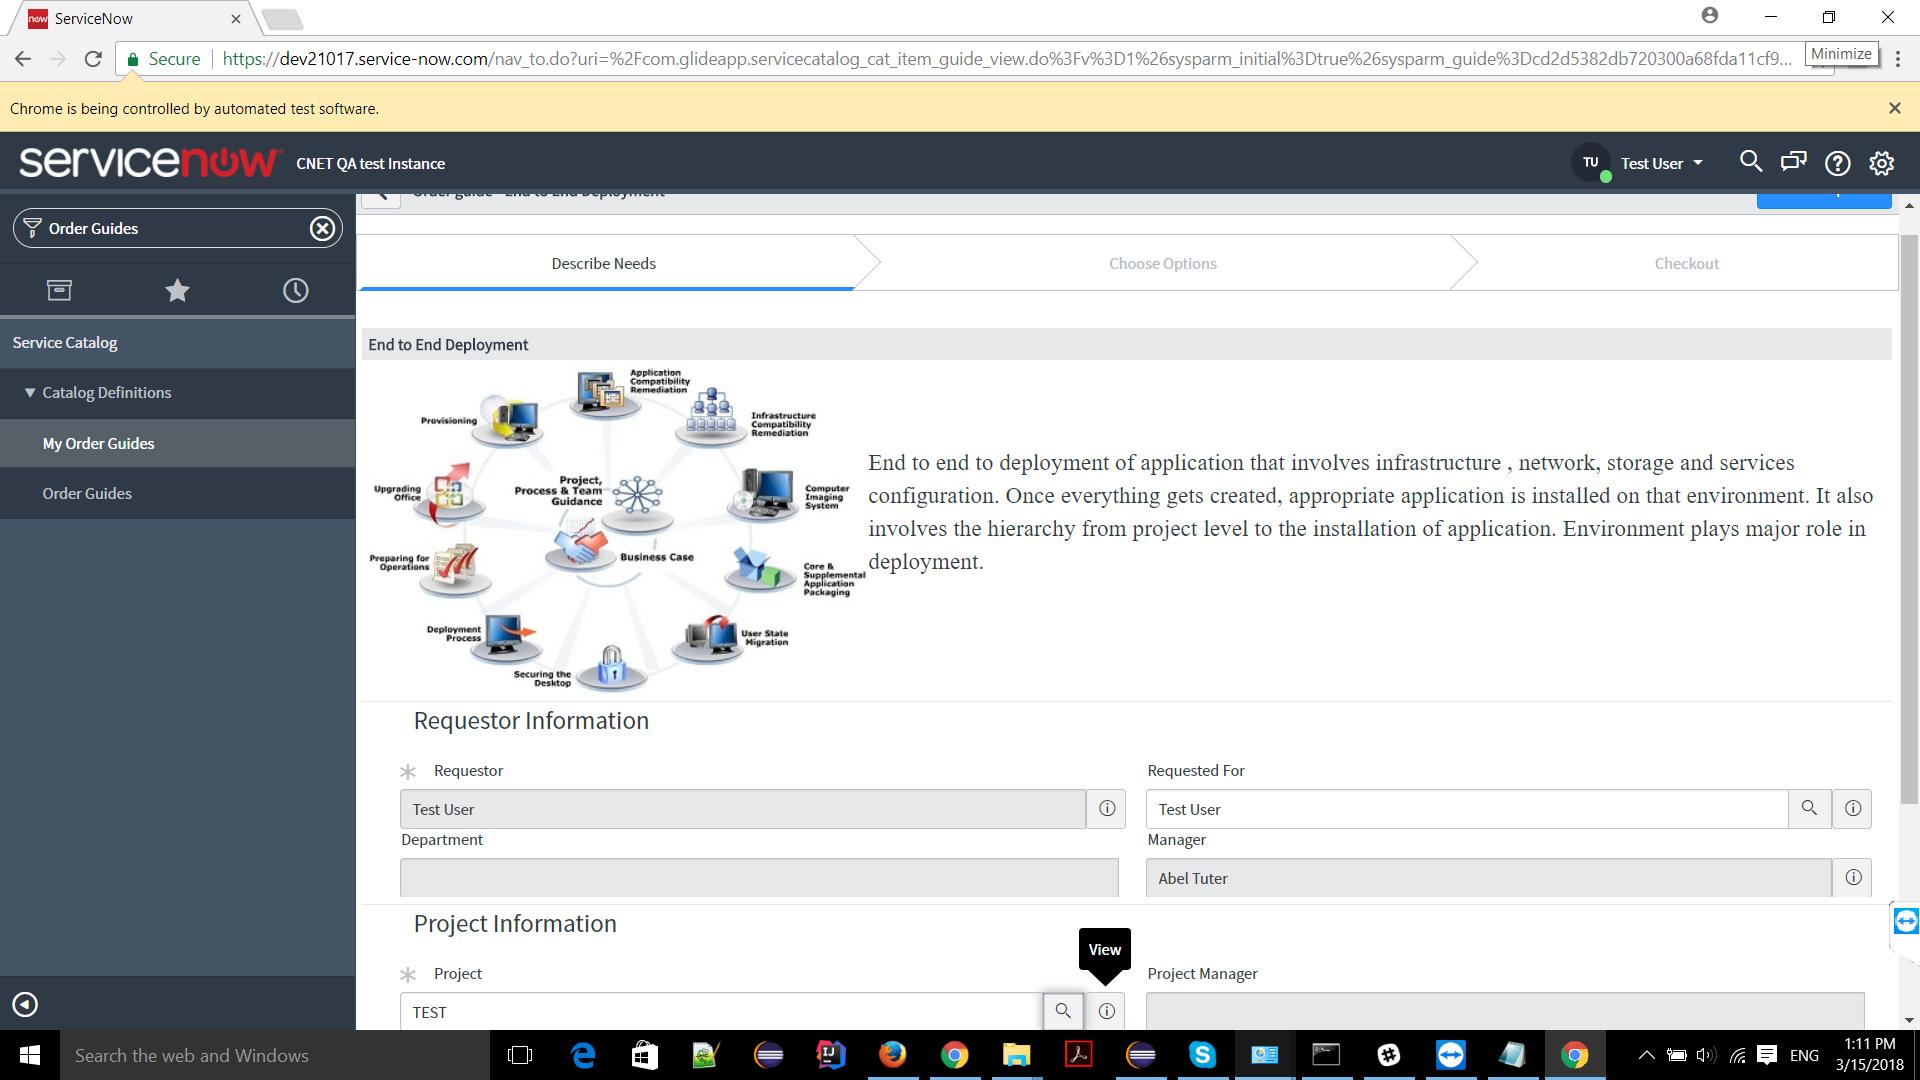 now ServiceNow
Secure https://dev21017.service-now.com/nav_to.do?uri=%2Fcom.glideapp.servicecatalog_cat_item_guide_view.do%3Fv%3D1%26sysparm_initial%3Dtrue%26sysparm_guide%3Dcd2d5382db720300a68fda11cf9...
Minimize
Chrome is being controlled by automated test software.
servicenow CNET QA test Instance
TU Test User
Order guide - End to End Deployment
Order Guides
Describe Needs
Choose Options
Checkout
Service Catalog
Catalog Definitions
My Order Guides
Order Guides
End to End Deployment
Application
Compatibility
Remediation
Provisioning
Infrastructure
Compatibility
Remediation
Upgrading
Office
Project,
Process & Team
Guidance
Computer
Imaging
System
Preparing for
Operations
Business Case
Core &
Supplemental
Application
Packaging
Deployment
Process
User State
Migration
Securing the
Desktop
End to end to deployment of application that involves infrastructure , network, storage and services
configuration. Once everything gets created, appropriate application is installed on that environment. It also
involves the hierarchy from project level to the installation of application. Environment plays major role in
deployment.
Requestor Information
Requestor
Requested For
Test User
Test User
Department
Manager
Abel Tuter
Project Information
View
Project
Project Manager
TEST
Search the web and Windows
ENG
1:11 PM
3/15/2018